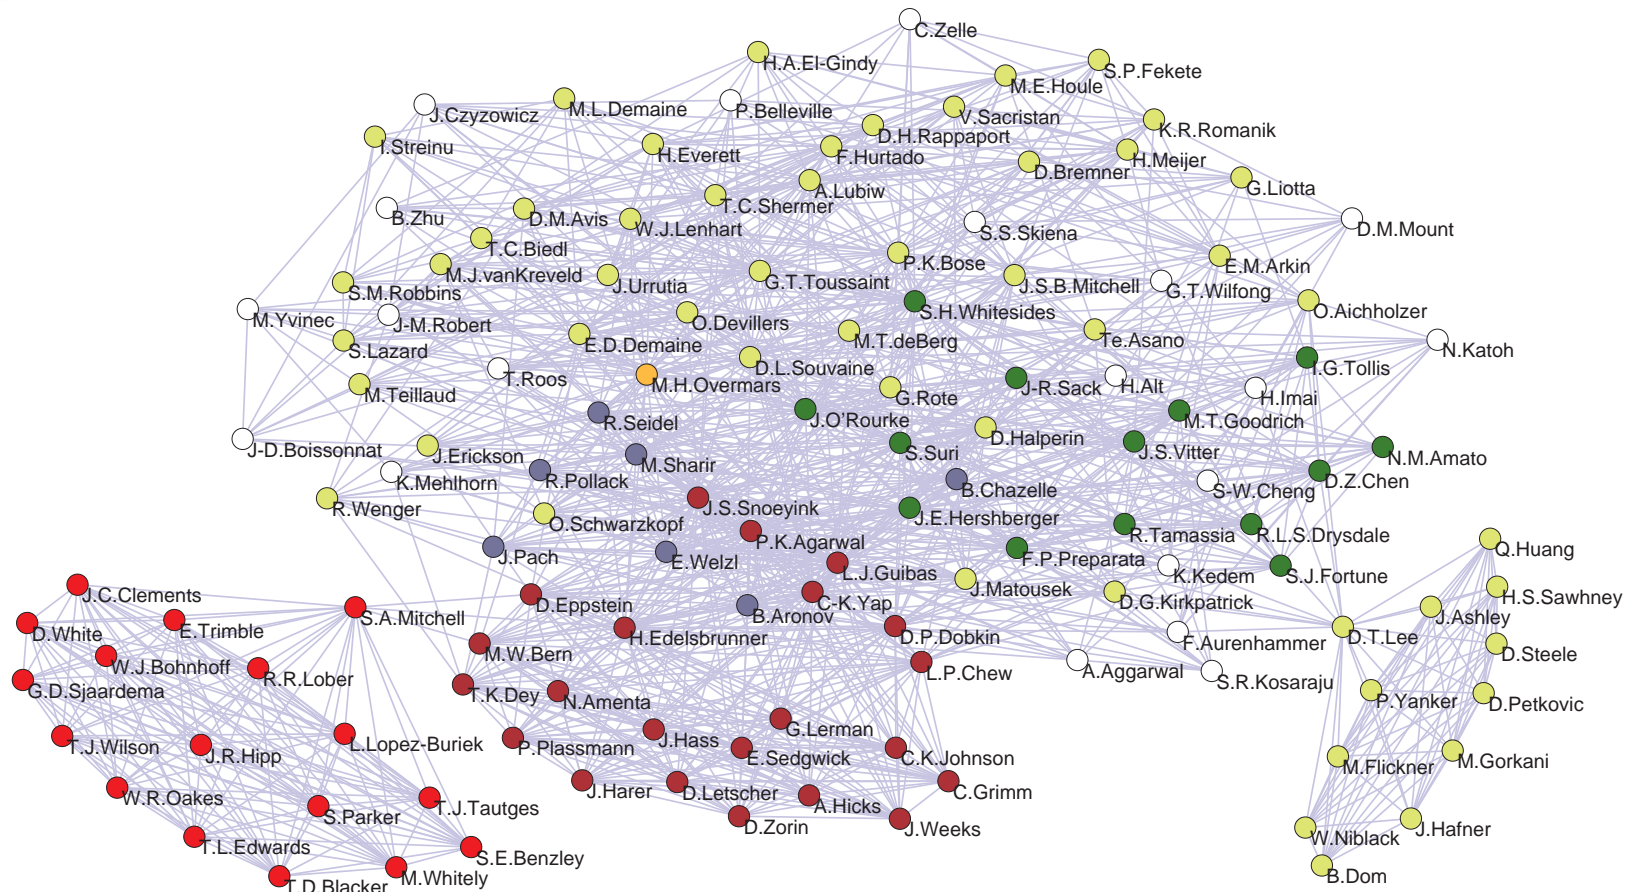 C.Zelle
H.A.El-Gindy
S.P.Fekete
M.E.Houle
J.Czyzowicz
M.L.Demaine
P.Belleville
V.Sacristan
K.R.Romanik
D.H.Rappaport
I.Streinu
H.Everett
F.Hurtado
H.Meijer
D.Bremner
G.Liotta
A.Lubiw
T.C.Shermer
B.Zhu
D.M.Avis
W.J.Lenhart
S.S.Skiena
D.M.Mount
T.C.Biedl
P.K.Bose
E.M.Arkin
M.J.vanKreveld
J.Urrutia
G.T.Toussaint
J.S.B.Mitchell
G.T.Wilfong
S.M.Robbins
S.H.Whitesides
O.Aichholzer
M.Yvinec
J-M.Robert
O.Devillers
M.T.deBerg
Te.Asano
S.Lazard
E.D.Demaine
N.Katoh
D.L.Souvaine
I.G.Tollis
T.Roos
M.H.Overmars
J-R.Sack
H.Alt
M.Teillaud
G.Rote
H.Imai
R.Seidel
J.O'Rourke
M.T.Goodrich
J-D.Boissonnat
J.Erickson
S.Suri
D.Halperin
J.S.Vitter
N.M.Amato
M.Sharir
K.Mehlhorn
R.Pollack
B.Chazelle
S-W.Cheng
D.Z.Chen
R.Wenger
J.S.Snoeyink
O.Schwarzkopf
J.E.Hershberger
R.Tamassia
R.L.S.Drysdale
P.K.Agarwal
Q.Huang
J.Pach
E.Welzl
F.P.Preparata
L.J.Guibas
K.Kedem
S.J.Fortune
J.C.Clements
J.Matousek
H.S.Sawhney
D.Eppstein
C-K.Yap
D.G.Kirkpatrick
S.A.Mitchell
B.Aronov
J.Ashley
D.White
E.Trimble
H.Edelsbrunner
D.P.Dobkin
F.Aurenhammer
D.T.Lee
M.W.Bern
D.Steele
W.J.Bohnhoff
R.R.Lober
L.P.Chew
A.Aggarwal
S.R.Kosaraju
G.D.Sjaardema
T.K.Dey
N.Amenta
P.Yanker
D.Petkovic
G.Lerman
T.J.Wilson
J.R.Hipp
L.Lopez-Buriek
P.Plassmann
J.Hass
E.Sedgwick
C.K.Johnson
M.Flickner
M.Gorkani
W.R.Oakes
S.Parker
T.J.Tautges
J.Harer
D.Letscher
A.Hicks
C.Grimm
D.Zorin
J.Weeks
W.Niblack
J.Hafner
T.L.Edwards
S.E.Benzley
T.D.Blacker
M.Whitely
B.Dom